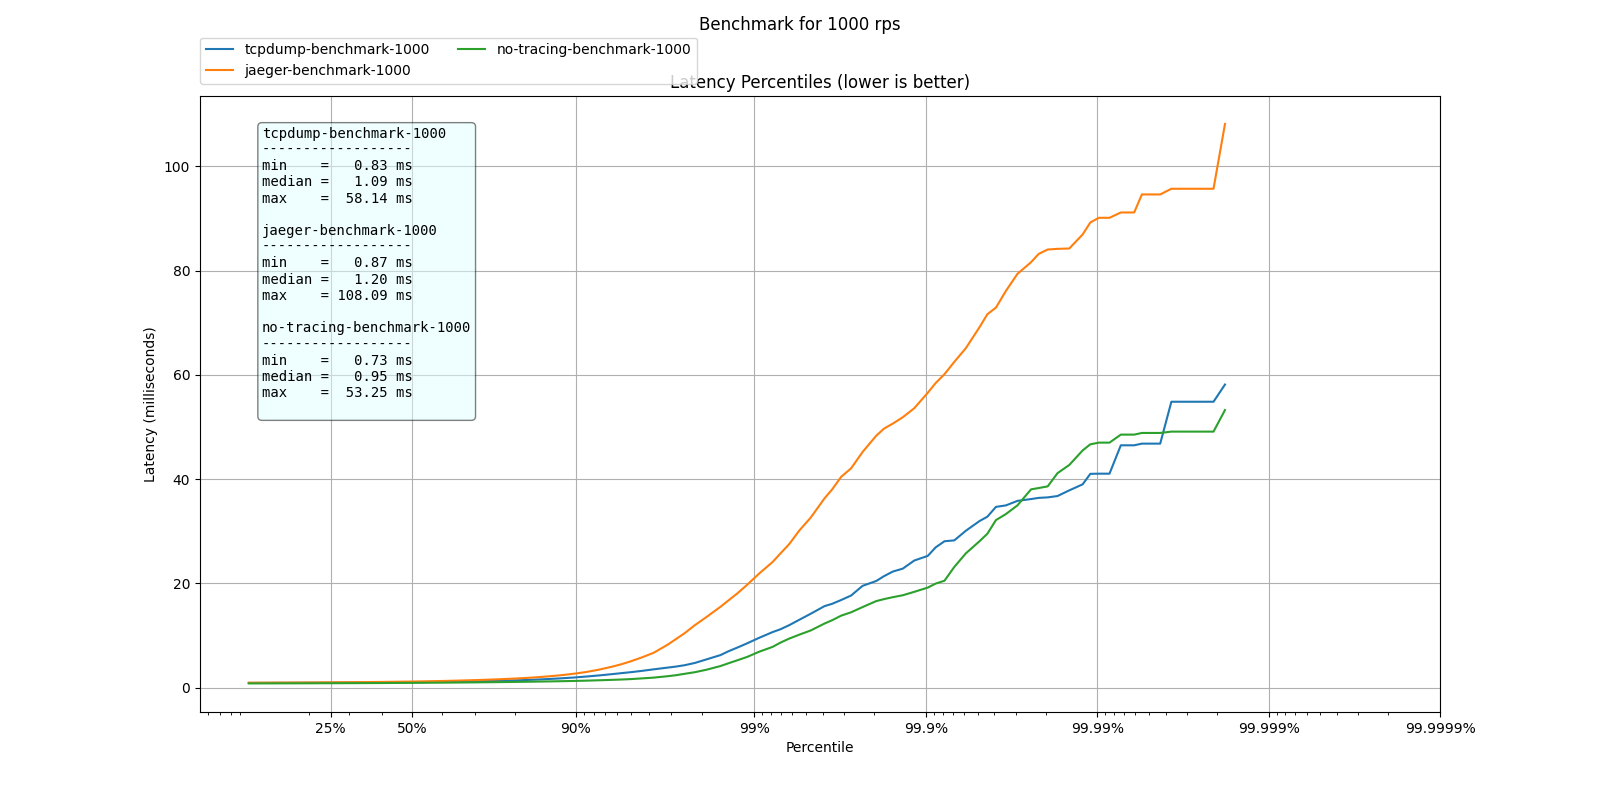 Benchmark for 1000 rps
tcpdump-benchmark-1000
no-tracing-benchmark-1000
jaeger-benchmark-1000
Latency Percentiles (lower is better)
tcpdump-benchmark-1000
------------------
min    =   0.83 ms
median =   1.09 ms
max    =  58.14 ms
jaeger-benchmark-1000
------------------
min    =   0.87 ms
median =   1.20 ms
max    = 108.09 ms
no-tracing-benchmark-1000
------------------
min    =   0.73 ms
median =   0.95 ms
max    =  53.25 ms
Latency (milliseconds)
100
80
60
40
20
0
25%
50%
90%
99%
99.9%
99.99%
99.999%
99.9999%
Percentile